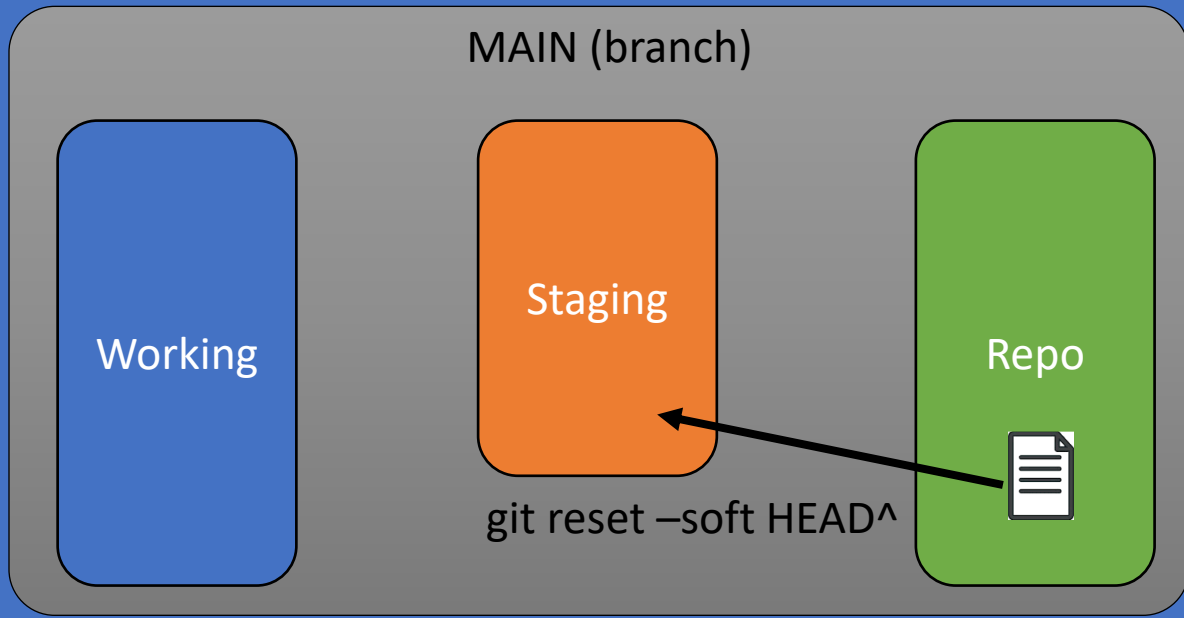 MAIN (branch)
Staging
Working
Repo
git reset –soft HEAD^